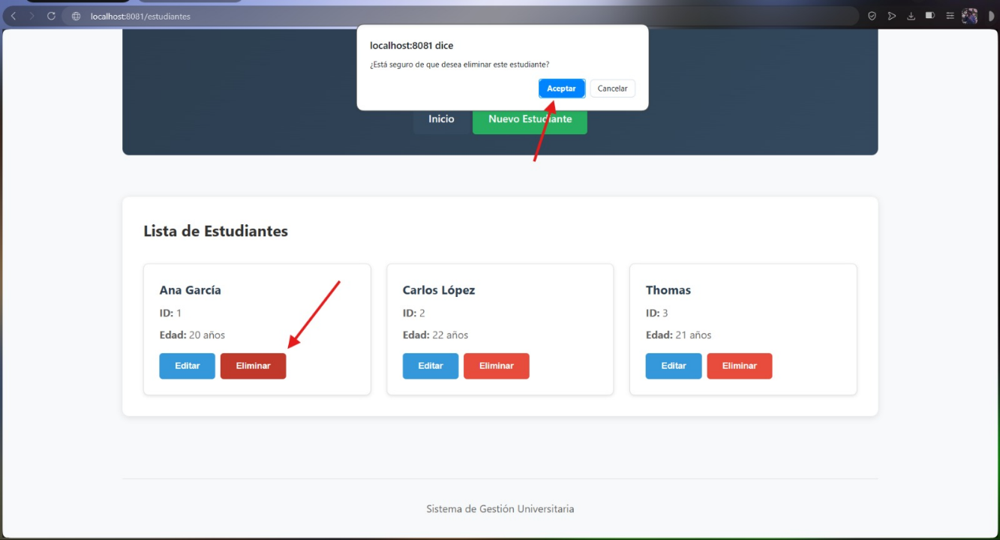 localhost:8081/estudiantes
localhost:8081 dice
¿Está seguro de que desea eliminar este estudiante?
Aceptar Cancelar
Inicio Nuevo Estudiante
Lista de Estudiantes
Ana García
ID: 1
Edad: 20 años
Editar Eliminar
Carlos López
ID: 2
Edad: 22 años
Editar Eliminar
Thomas
ID: 3
Edad: 21 años
Editar Eliminar
Sistema de Gestión Universitaria